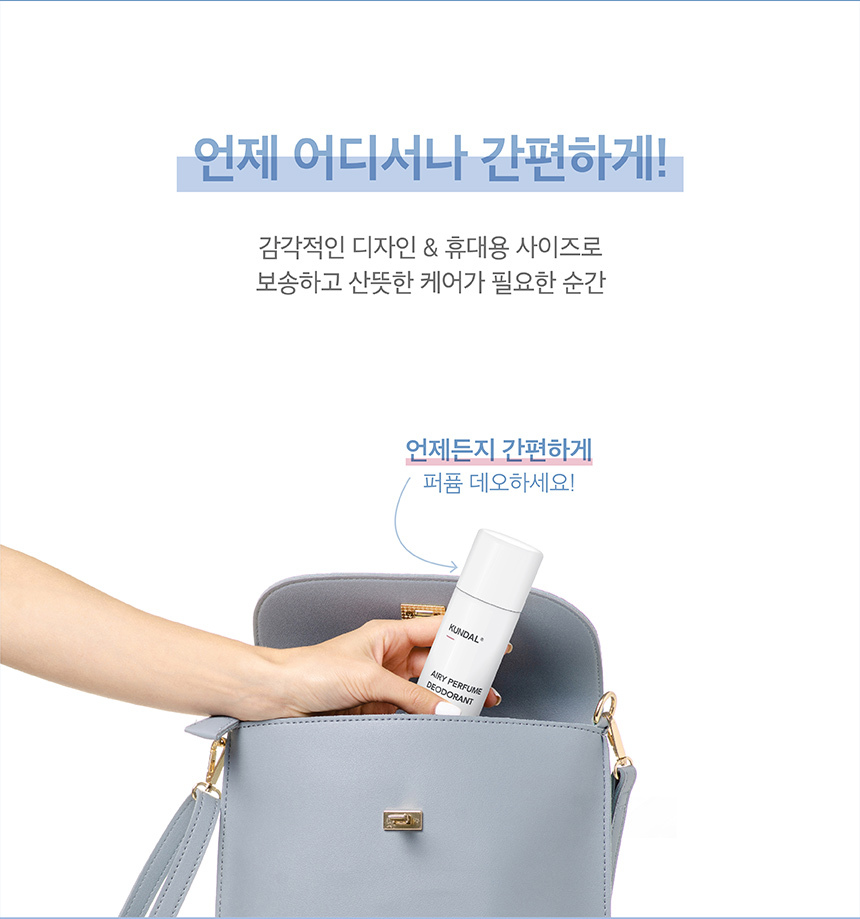 언제 어디서나 간편하게!
감각적인 디자인 & 휴대용 사이즈로
보송하고 산뜻한 케어가 필요한 순간
언제든지 간편하게
퍼퓸 데오하세요!
KUNDAL®
AIRY PERFUME
DEODORANT